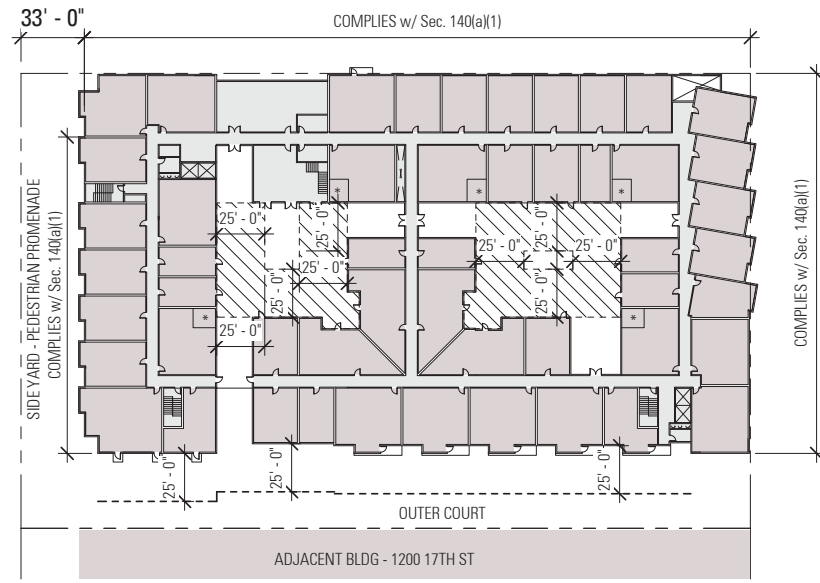 33' - 0"
COMPLIES w/ Sec. 140(a)(1)
SIDE YARD - PEDESTRIAN PROMENADE
COMPLIES w/ Sec. 140(a)(1)
COMPLIES w/ Sec. 140(a)(1)
*
*
*
25' - 0"
25' - 0"
25' - 0"
25' - 0"
25' - 0"
25' - 0"
25' - 0"
25' - 0"
25' - 0"
*
*
25' - 0"
25' - 0"
25' - 0"
25' - 0"
OUTER COURT
ADJACENT BLDG - 1200 17TH ST